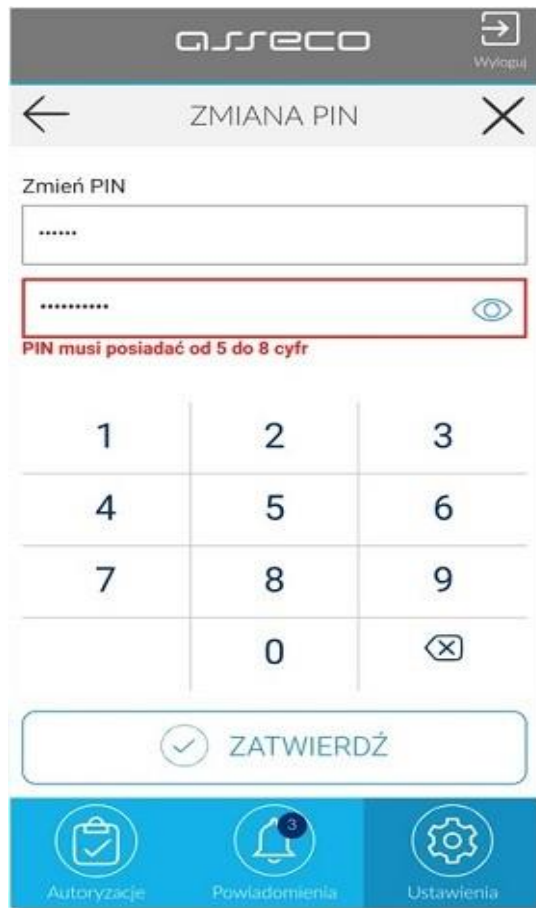 asseco
Wyloguj
ZMIANA PIN
Zmień PIN
••••••
••••••••••
PIN musi posiadać od 5 do 8 cyfr
1 2 3
4 5 6
7 8 9
0
ZATWIERDŹ
3
Autoryzacje Powiadomienia Ustawienia